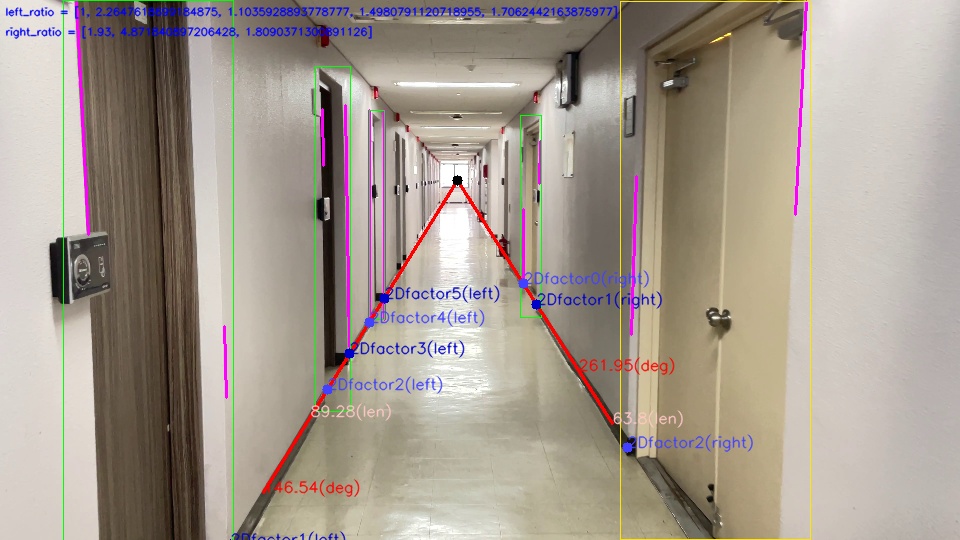 left_ratio = [1, 2.2647614699184875, 1.1035928893778777, 1.4980791120718955, 1.7062442163875977]
right_ratio = [1.93, 4.871840897206428, 1.8090371300891126]
2Dfactor0(right)
2Dfactor5(left)
2Dfactor1(right)
2Dfactor4(left)
2Dfactor3(left)
261.95(deg)
2Dfactor2(left)
89.28(len)
63.8(len)
2Dfactor2(right)
46.54(deg)
2Dfactor1(left)